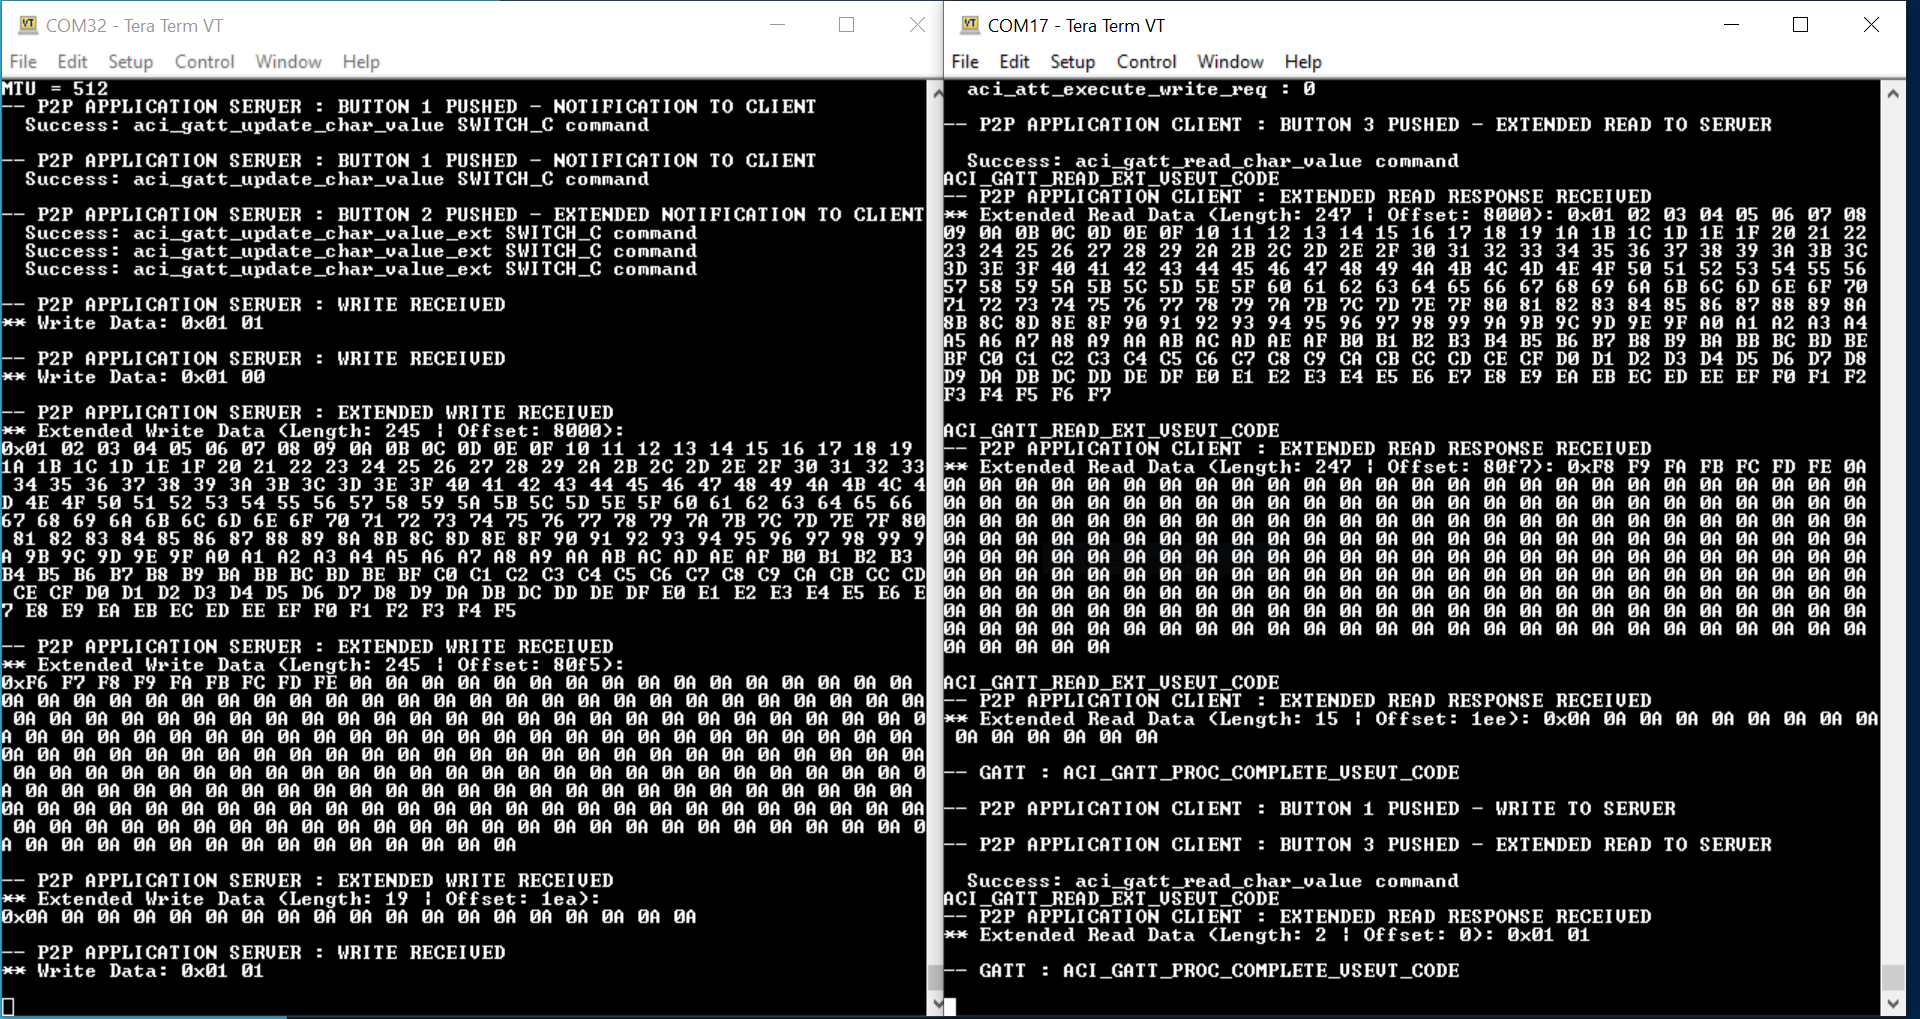 COM32 - Tera Term VT
File Edit Setup Control Window Help
MTU = 512
-- P2P APPLICATION SERVER : BUTTON 1 PUSHED - NOTIFICATION TO CLIENT
Success: aci_gatt_update_char_value SWITCH_C command
-- P2P APPLICATION SERVER : BUTTON 1 PUSHED - NOTIFICATION TO CLIENT
Success: aci_gatt_update_char_value SWITCH_C command
-- P2P APPLICATION SERVER : BUTTON 2 PUSHED - EXTENDED NOTIFICATION TO CLIENT
Success: aci_gatt_update_char_value_ext SWITCH_C command
Success: aci_gatt_update_char_value_ext SWITCH_C command
Success: aci_gatt_update_char_value_ext SWITCH_C command
-- P2P APPLICATION SERVER : WRITE RECEIVED
** Write Data: 0x01 01
-- P2P APPLICATION SERVER : WRITE RECEIVED
** Write Data: 0x01 00
-- P2P APPLICATION SERVER : EXTENDED WRITE RECEIVED
** Extended Write Data (Length: 245 ¦ Offset: 8000):
0x01 02 03 04 05 06 07 08 09 0A 0B 0C 0D 0E 0F 10 11 12 13 14 15 16 17 18 19
1A 1B 1C 1D 1E 1F 20 21 22 23 24 25 26 27 28 29 2A 2B 2C 2D 2E 2F 30 31 32 33
34 35 36 37 38 39 3A 3B 3C 3D 3E 3F 40 41 42 43 44 45 46 47 48 49 4A 4B 4C 4
D 4E 4F 50 51 52 53 54 55 56 57 58 59 5A 5B 5C 5D 5E 5F 60 61 62 63 64 65 66
67 68 69 6A 6B 6C 6D 6E 6F 70 71 72 73 74 75 76 77 78 79 7A 7B 7C 7D 7E 7F 80
81 82 83 84 85 86 87 88 89 8A 8B 8C 8D 8E 8F 90 91 92 93 94 95 96 97 98 99 9
A 9B 9C 9D 9E 9F A0 A1 A2 A3 A4 A5 A6 A7 A8 A9 AA AB AC AD AE AF B0 B1 B2 B3
B4 B5 B6 B7 B8 B9 BA BB BC BD BE BF C0 C1 C2 C3 C4 C5 C6 C7 C8 C9 CA CB CC CD
CE CF D0 D1 D2 D3 D4 D5 D6 D7 D8 D9 DA DB DC DD DE DF E0 E1 E2 E3 E4 E5 E6 E
7 E8 E9 EA EB EC ED EE EF F0 F1 F2 F3 F4 F5
-- P2P APPLICATION SERVER : EXTENDED WRITE RECEIVED
** Extended Write Data (Length: 245 ¦ Offset: 80f5):
0xF6 F7 F8 F9 FA FB FC FD FE 0A 0A 0A 0A 0A 0A 0A 0A 0A 0A 0A 0A 0A 0A 0A 0A
0A 0A 0A 0A 0A 0A 0A 0A 0A 0A 0A 0A 0A 0A 0A 0A 0A 0A 0A 0A 0A 0A 0A 0A 0A 0A
0A 0A 0A 0A 0A 0A 0A 0A 0A 0A 0A 0A 0A 0A 0A 0A 0A 0A 0A 0A 0A 0A 0A 0A 0A 0
A 0A 0A 0A 0A 0A 0A 0A 0A 0A 0A 0A 0A 0A 0A 0A 0A 0A 0A 0A 0A 0A 0A 0A 0A 0A
0A 0A 0A 0A 0A 0A 0A 0A 0A 0A 0A 0A 0A 0A 0A 0A 0A 0A 0A 0A 0A 0A 0A 0A 0A 0A
0A 0A 0A 0A 0A 0A 0A 0A 0A 0A 0A 0A 0A 0A 0A 0A 0A 0A 0A 0A 0A 0A 0A 0A 0A 0
A 0A 0A 0A 0A 0A 0A 0A 0A 0A 0A 0A 0A 0A 0A 0A 0A 0A 0A 0A 0A 0A 0A 0A 0A 0A
0A 0A 0A 0A 0A 0A 0A 0A 0A 0A 0A 0A 0A 0A 0A 0A 0A 0A 0A 0A 0A 0A 0A 0A 0A 0A
0A 0A 0A 0A 0A 0A 0A 0A 0A 0A 0A 0A 0A 0A 0A 0A 0A 0A 0A 0A 0A 0A 0A 0A 0A 0
A 0A 0A 0A 0A 0A 0A 0A 0A 0A 0A 0A 0A 0A 0A
-- P2P APPLICATION SERVER : EXTENDED WRITE RECEIVED
** Extended Write Data (Length: 19 ¦ Offset: 1ea):
0x0A 0A 0A 0A 0A 0A 0A 0A 0A 0A 0A 0A 0A 0A 0A 0A 0A 0A 0A
-- P2P APPLICATION SERVER : WRITE RECEIVED
** Write Data: 0x01 01
COM17 - Tera Term VT
File Edit Setup Control Window Help
aci_att_execute_write_req : 0
-- P2P APPLICATION CLIENT : BUTTON 3 PUSHED - EXTENDED READ TO SERVER
Success: aci_gatt_read_char_value command
ACI_GATT_READ_EXT_VSEVT_CODE
-- P2P APPLICATION CLIENT : EXTENDED READ RESPONSE RECEIVED
** Extended Read Data (Length: 247 ¦ Offset: 8000): 0x01 02 03 04 05 06 07 08
09 0A 0B 0C 0D 0E 0F 10 11 12 13 14 15 16 17 18 19 1A 1B 1C 1D 1E 1F 20 21 22
23 24 25 26 27 28 29 2A 2B 2C 2D 2E 2F 30 31 32 33 34 35 36 37 38 39 3A 3B 3C
3D 3E 3F 40 41 42 43 44 45 46 47 48 49 4A 4B 4C 4D 4E 4F 50 51 52 53 54 55 56
57 58 59 5A 5B 5C 5D 5E 5F 60 61 62 63 64 65 66 67 68 69 6A 6B 6C 6D 6E 6F 70
71 72 73 74 75 76 77 78 79 7A 7B 7C 7D 7E 7F 80 81 82 83 84 85 86 87 88 89 8A
8B 8C 8D 8E 8F 90 91 92 93 94 95 96 97 98 99 9A 9B 9C 9D 9E 9F A0 A1 A2 A3 A4
A5 A6 A7 A8 A9 AA AB AC AD AE AF B0 B1 B2 B3 B4 B5 B6 B7 B8 B9 BA BB BC BD BE
BF C0 C1 C2 C3 C4 C5 C6 C7 C8 C9 CA CB CC CD CE CF D0 D1 D2 D3 D4 D5 D6 D7 D8
D9 DA DB DC DD DE DF E0 E1 E2 E3 E4 E5 E6 E7 E8 E9 EA EB EC ED EE EF F0 F1 F2
F3 F4 F5 F6 F7
ACI_GATT_READ_EXT_VSEVT_CODE
-- P2P APPLICATION CLIENT : EXTENDED READ RESPONSE RECEIVED
** Extended Read Data (Length: 247 ¦ Offset: 80f7): 0xF8 F9 FA FB FC FD FE 0A
0A 0A 0A 0A 0A 0A 0A 0A 0A 0A 0A 0A 0A 0A 0A 0A 0A 0A 0A 0A 0A 0A 0A 0A 0A 0A
0A 0A 0A 0A 0A 0A 0A 0A 0A 0A 0A 0A 0A 0A 0A 0A 0A 0A 0A 0A 0A 0A 0A 0A 0A 0A
0A 0A 0A 0A 0A 0A 0A 0A 0A 0A 0A 0A 0A 0A 0A 0A 0A 0A 0A 0A 0A 0A 0A 0A 0A 0A
0A 0A 0A 0A 0A 0A 0A 0A 0A 0A 0A 0A 0A 0A 0A 0A 0A 0A 0A 0A 0A 0A 0A 0A 0A 0A
0A 0A 0A 0A 0A 0A 0A 0A 0A 0A 0A 0A 0A 0A 0A 0A 0A 0A 0A 0A 0A 0A 0A 0A 0A 0A
0A 0A 0A 0A 0A 0A 0A 0A 0A 0A 0A 0A 0A 0A 0A 0A 0A 0A 0A 0A 0A 0A 0A 0A 0A 0A
0A 0A 0A 0A 0A 0A 0A 0A 0A 0A 0A 0A 0A 0A 0A 0A 0A 0A 0A 0A 0A 0A 0A 0A 0A 0A
0A 0A 0A 0A 0A 0A 0A 0A 0A 0A 0A 0A 0A 0A 0A 0A 0A 0A 0A 0A 0A 0A 0A 0A 0A 0A
0A 0A 0A 0A 0A 0A 0A 0A 0A 0A 0A 0A 0A 0A 0A 0A 0A 0A 0A 0A 0A 0A 0A 0A 0A 0A
0A 0A 0A 0A 0A
ACI_GATT_READ_EXT_VSEVT_CODE
-- P2P APPLICATION CLIENT : EXTENDED READ RESPONSE RECEIVED
** Extended Read Data (Length: 15 ¦ Offset: 1ee): 0x0A 0A 0A 0A 0A 0A 0A 0A 0A
0A 0A 0A 0A 0A 0A
-- GATT : ACI_GATT_PROC_COMPLETE_VSEVT_CODE
-- P2P APPLICATION CLIENT : BUTTON 1 PUSHED - WRITE TO SERVER
-- P2P APPLICATION CLIENT : BUTTON 3 PUSHED - EXTENDED READ TO SERVER
Success: aci_gatt_read_char_value command
ACI_GATT_READ_EXT_VSEVT_CODE
-- P2P APPLICATION CLIENT : EXTENDED READ RESPONSE RECEIVED
** Extended Read Data (Length: 2 ¦ Offset: 0): 0x01 01
-- GATT : ACI_GATT_PROC_COMPLETE_VSEVT_CODE